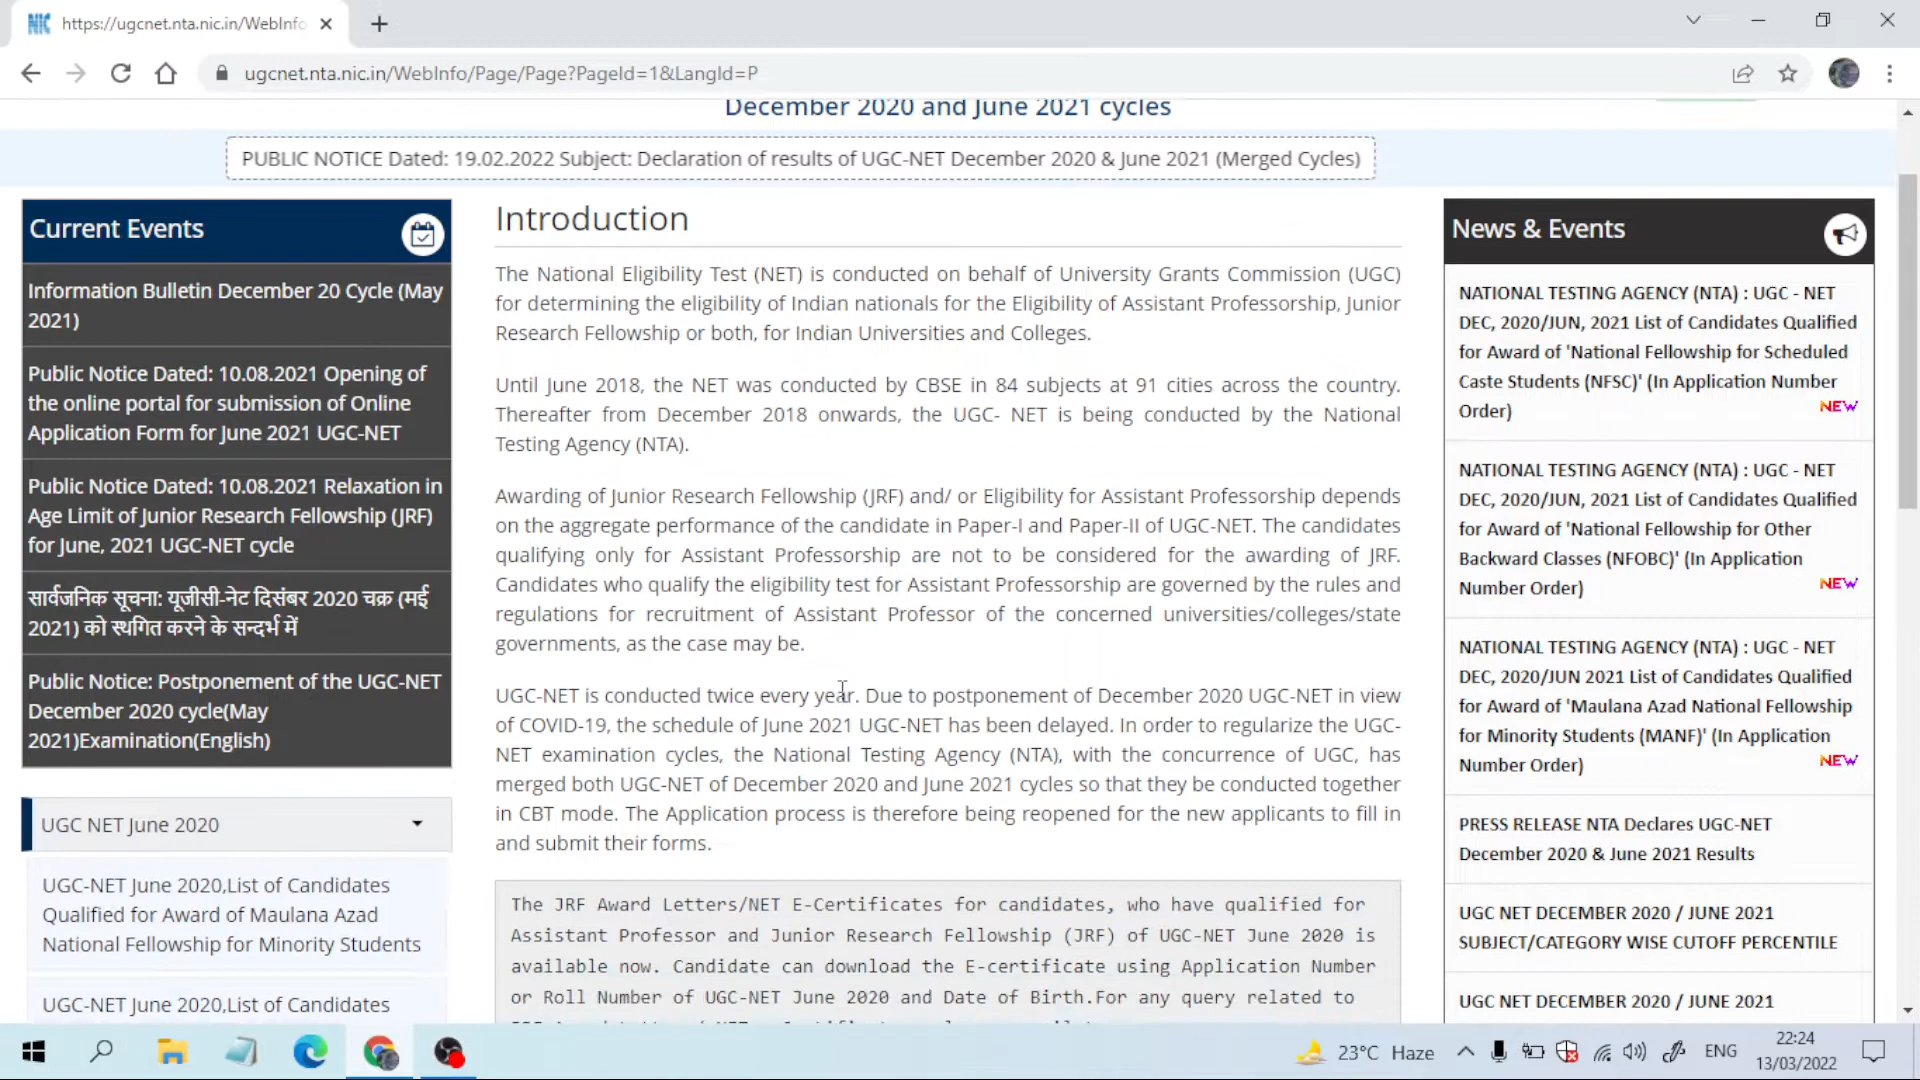 https://ugcnet.nta.nic.in/WebInfo
ugcnet.nta.nic.in/WebInfo/Page/Page?PageId=1&LangId=P
December 2020 and June 2021 cycles
PUBLIC NOTICE Dated: 19.02.2022 Subject: Declaration of results of UGC-NET December 2020 & June 2021 (Merged Cycles)
Current Events
Information Bulletin December 20 Cycle (May
2021)
Public Notice Dated: 10.08.2021 Opening of
the online portal for submission of Online
Application Form for June 2021 UGC-NET
Public Notice Dated: 10.08.2021 Relaxation in
Age Limit of Junior Research Fellowship (JRF)
for June, 2021 UGC-NET cycle
सार्वजनिक सूचना: यूजीसी-नेट दिसंबर 2020 चक्र (मई
2021) को स्थगित करने के सन्दर्भ में
Public Notice: Postponement of the UGC-NET
December 2020 cycle(May
2021)Examination(English)
UGC NET June 2020
UGC-NET June 2020,List of Candidates
Qualified for Award of Maulana Azad
National Fellowship for Minority Students
UGC-NET June 2020,List of Candidates
Introduction
The National Eligibility Test (NET) is conducted on behalf of University Grants Commission (UGC)
for determining the eligibility of Indian nationals for the Eligibility of Assistant Professorship, Junior
Research Fellowship or both, for Indian Universities and Colleges.
Until June 2018, the NET was conducted by CBSE in 84 subjects at 91 cities across the country.
Thereafter from December 2018 onwards, the UGC- NET is being conducted by the National
Testing Agency (NTA).
Awarding of Junior Research Fellowship (JRF) and/ or Eligibility for Assistant Professorship depends
on the aggregate performance of the candidate in Paper-I and Paper-II of UGC-NET. The candidates
qualifying only for Assistant Professorship are not to be considered for the awarding of JRF.
Candidates who qualify the eligibility test for Assistant Professorship are governed by the rules and
regulations for recruitment of Assistant Professor of the concerned universities/colleges/state
governments, as the case may be.
UGC-NET is conducted twice every year. Due to postponement of December 2020 UGC-NET in view
of COVID-19, the schedule of June 2021 UGC-NET has been delayed. In order to regularize the UGC-
NET examination cycles, the National Testing Agency (NTA), with the concurrence of UGC, has
merged both UGC-NET of December 2020 and June 2021 cycles so that they be conducted together
in CBT mode. The Application process is therefore being reopened for the new applicants to fill in
and submit their forms.
The JRF Award Letters/NET E-Certificates for candidates, who have qualified for
Assistant Professor and Junior Research Fellowship (JRF) of UGC-NET June 2020 is
available now. Candidate can download the E-certificate using Application Number
or Roll Number of UGC-NET June 2020 and Date of Birth.For any query related to
News & Events
NATIONAL TESTING AGENCY (NTA) : UGC - NET
DEC, 2020/JUN, 2021 List of Candidates Qualified
for Award of 'National Fellowship for Scheduled
Caste Students (NFSC)' (In Application Number
Order)
NEW
NATIONAL TESTING AGENCY (NTA) : UGC - NET
DEC, 2020/JUN, 2021 List of Candidates Qualified
for Award of 'National Fellowship for Other
Backward Classes (NFOBC)' (In Application
Number Order)
NEW
NATIONAL TESTING AGENCY (NTA) : UGC - NET
DEC, 2020/JUN 2021 List of Candidates Qualified
for Award of 'Maulana Azad National Fellowship
for Minority Students (MANF)' (In Application
Number Order)
NEW
PRESS RELEASE NTA Declares UGC-NET
December 2020 & June 2021 Results
UGC NET DECEMBER 2020 / JUNE 2021
SUBJECT/CATEGORY WISE CUTOFF PERCENTILE
UGC NET DECEMBER 2020 / JUNE 2021
23°C Haze
ENG
22:24
13/03/2022